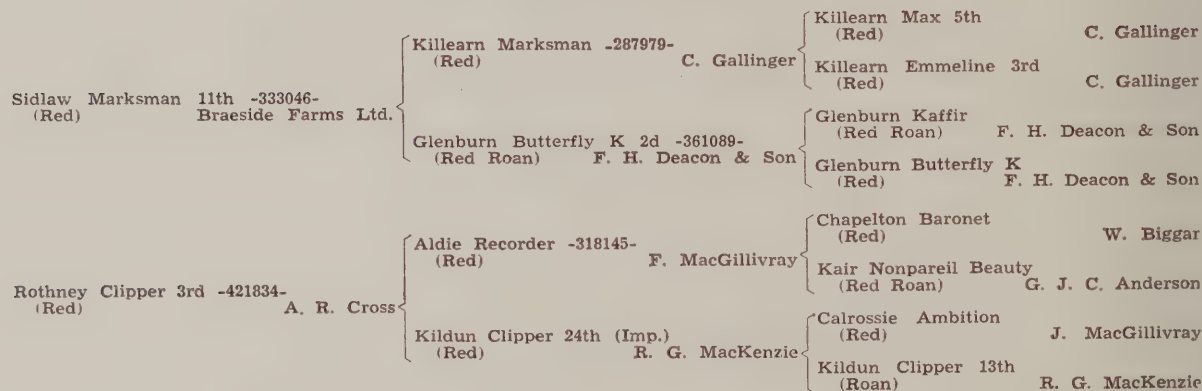 Killearn Max 5th
(Red) C. Gallinger
Killearn Marksman -287979-
(Red) C. Gallinger
Killearn Emmeline 3rd
(Red) C. Gallinger
Sidlaw Marksman 11th -333046-
(Red) Braeside Farms Ltd.
Glenburn Kaffir
(Red Roan) F. H. Deacon & Son
Glenburn Butterfly K 2d -361089-
(Red Roan) F. H. Deacon & Son
Glenburn Butterfly K
(Red) F. H. Deacon & Son
Chapelton Baronet
(Red) W. Biggar
Aldie Recorder -318145-
(Red) F. MacGillivray
Kair Nonpareil Beauty
(Red Roan) G. J. C. Anderson
Rothney Clipper 3rd -421834-
(Red) A. R. Cross
Calrossie Ambition
(Red) J. MacGillivray
Kildun Clipper 24th (Imp.)
(Red) R. G. MacKenzie
Kildun Clipper 13th
(Roan) R. G. MacKenzie